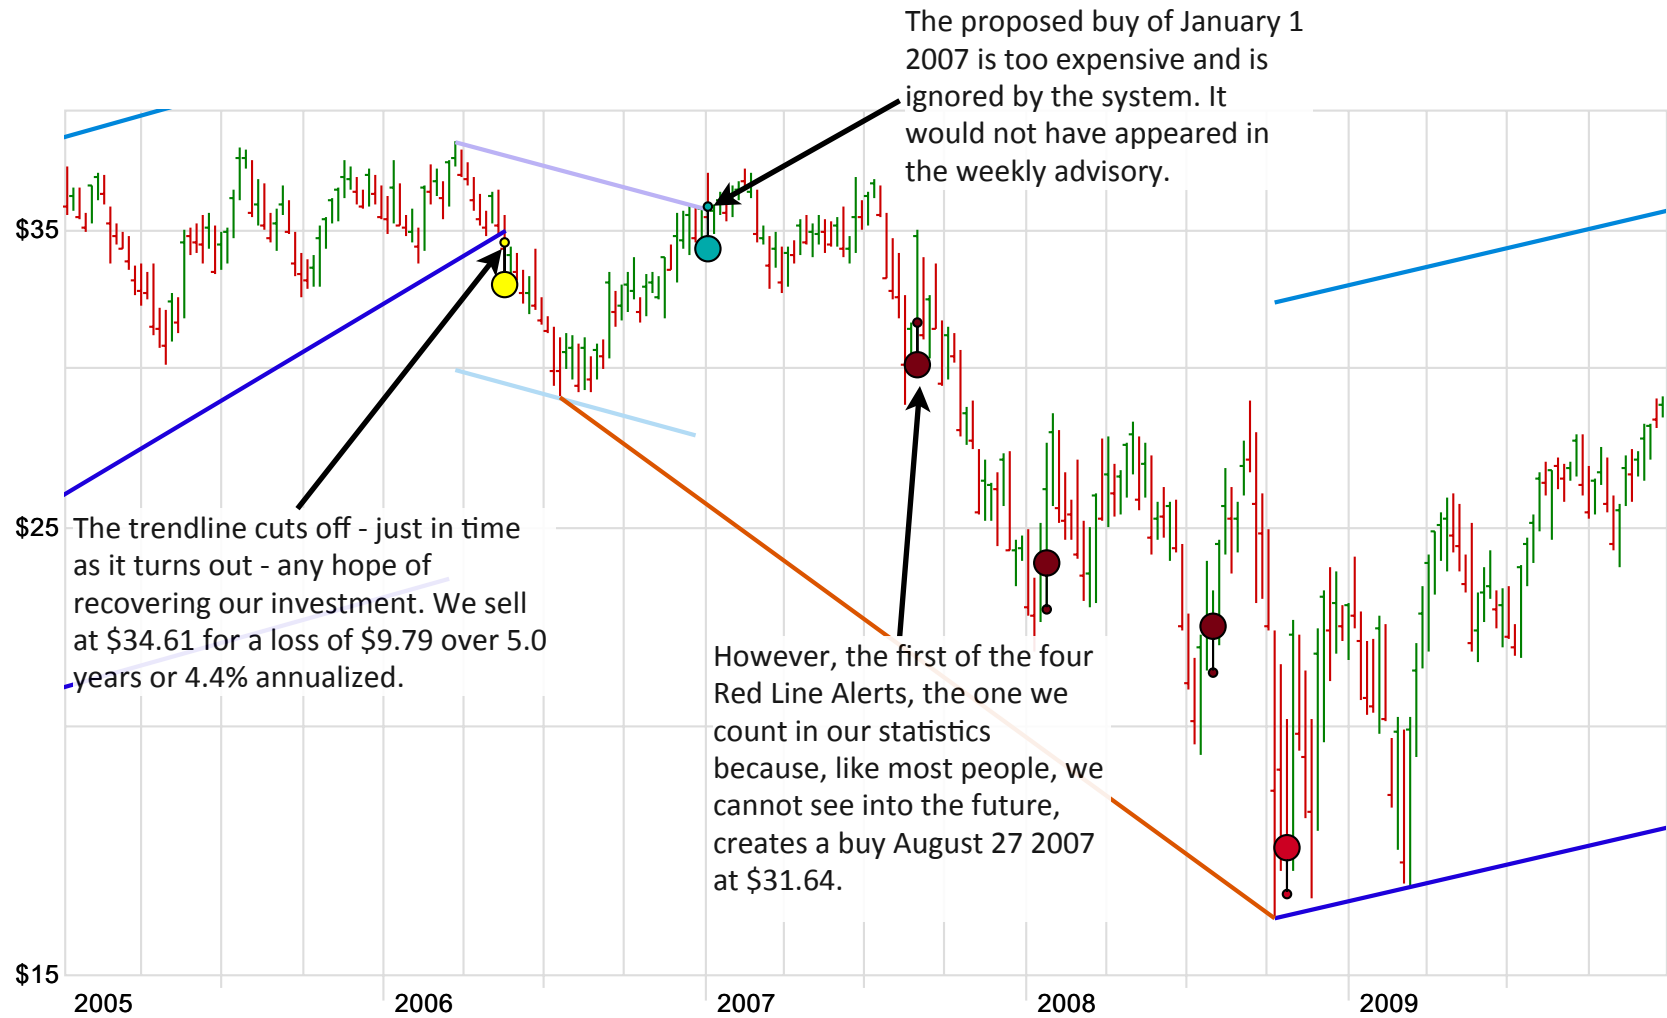 The proposed buy of January 1
2007 is too expensive and is
ignored by the system. It
would not have appeared in
the weekly advisory.
$35
$25
The trendline cuts off - just in time
as it turns out - any hope of
recovering our investment. We sell
at $34.61 for a loss of $9.79 over 5.0
years or 4.4% annualized.
However, the first of the four
Red Line Alerts, the one we
count in our statistics
because, like most people, we
cannot see into the future,
creates a buy August 27 2007
at $31.64.
$15
2005 2006 2007 2008 2009